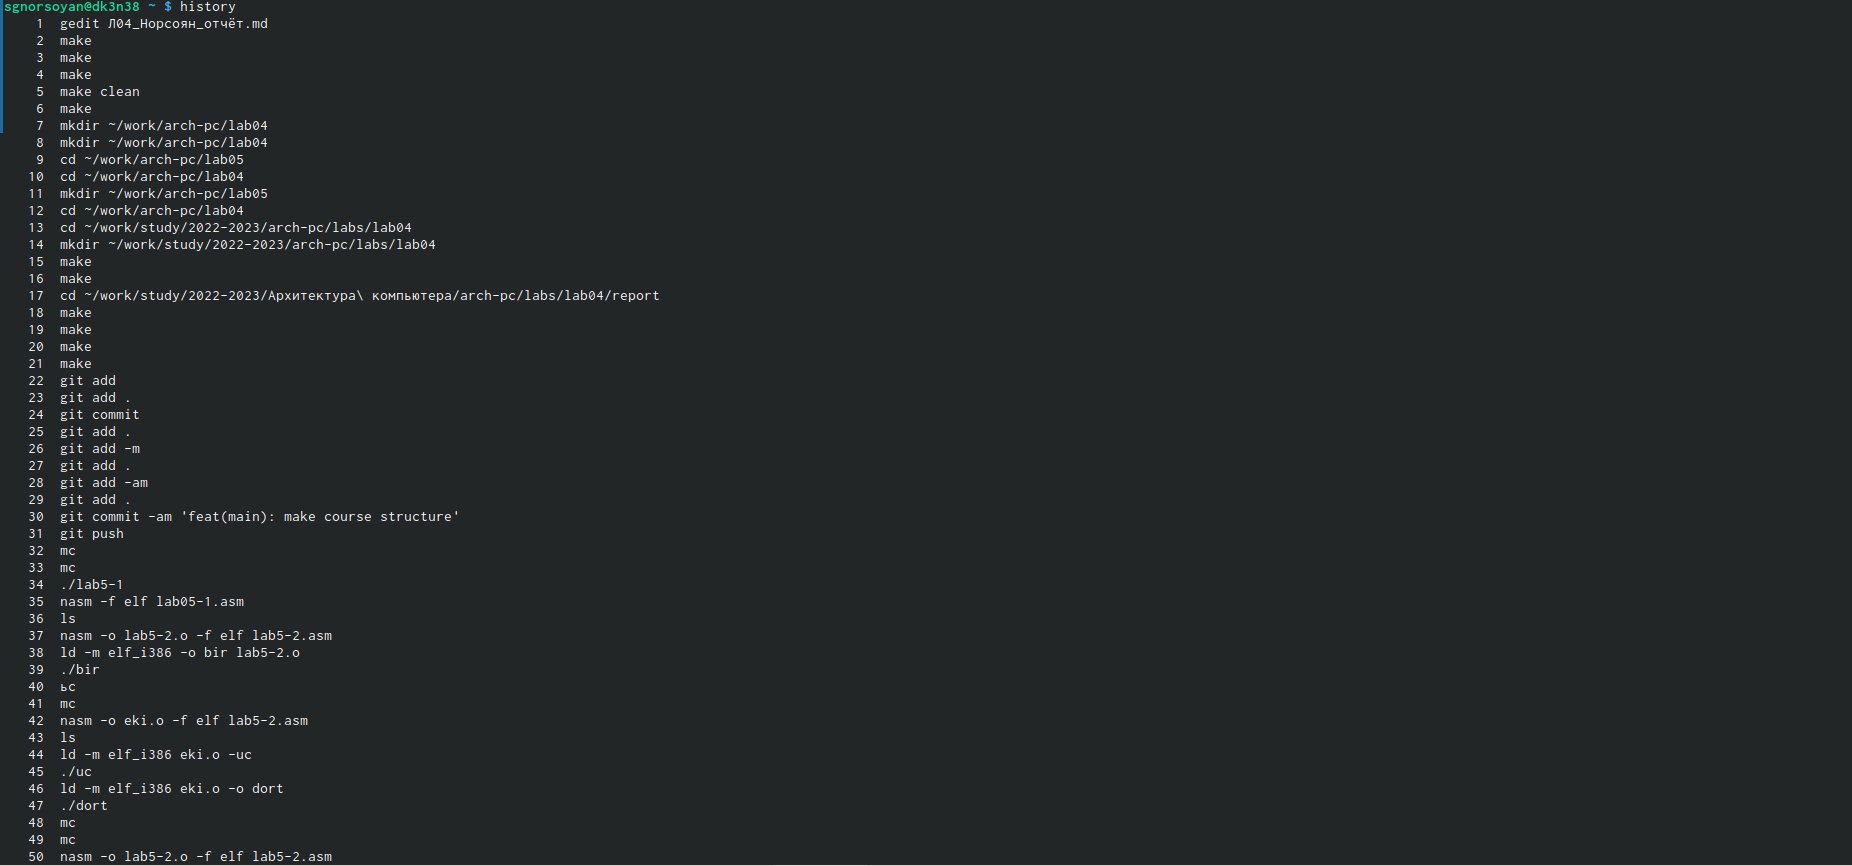 sgnorsoyan@dk3n38 ~ $ history
1 gedit Л04_Норсоян_отчёт.md
2 make
3 make
4 make
5 make clean
6 make
7 mkdir ~/work/arch-pc/lab04
8 mkdir ~/work/arch-pc/lab04
9 cd ~/work/arch-pc/lab05
10 cd ~/work/arch-pc/lab04
11 mkdir ~/work/arch-pc/lab05
12 cd ~/work/arch-pc/lab04
13 cd ~/work/study/2022-2023/arch-pc/labs/lab04
14 mkdir ~/work/study/2022-2023/arch-pc/labs/lab04
15 make
16 make
17 cd ~/work/study/2022-2023/Архитектура\ компьютера/arch-pc/labs/lab04/report
18 make
19 make
20 make
21 make
22 git add
23 git add .
24 git commit
25 git add .
26 git add -m
27 git add .
28 git add -am
29 git add .
30 git commit -am 'feat(main): make course structure'
31 git push
32 mc
33 mc
34 ./lab5-1
35 nasm -f elf lab05-1.asm
36 ls
37 nasm -o lab5-2.o -f elf lab5-2.asm
38 ld -m elf_i386 -o bir lab5-2.o
39 ./bir
40 ьс
41 mc
42 nasm -o eki.o -f elf lab5-2.asm
43 ls
44 ld -m elf_i386 eki.o -uc
45 ./uc
46 ld -m elf_i386 eki.o -o dort
47 ./dort
48 mc
49 mc
50 nasm -o lab5-2.o -f elf lab5-2.asm